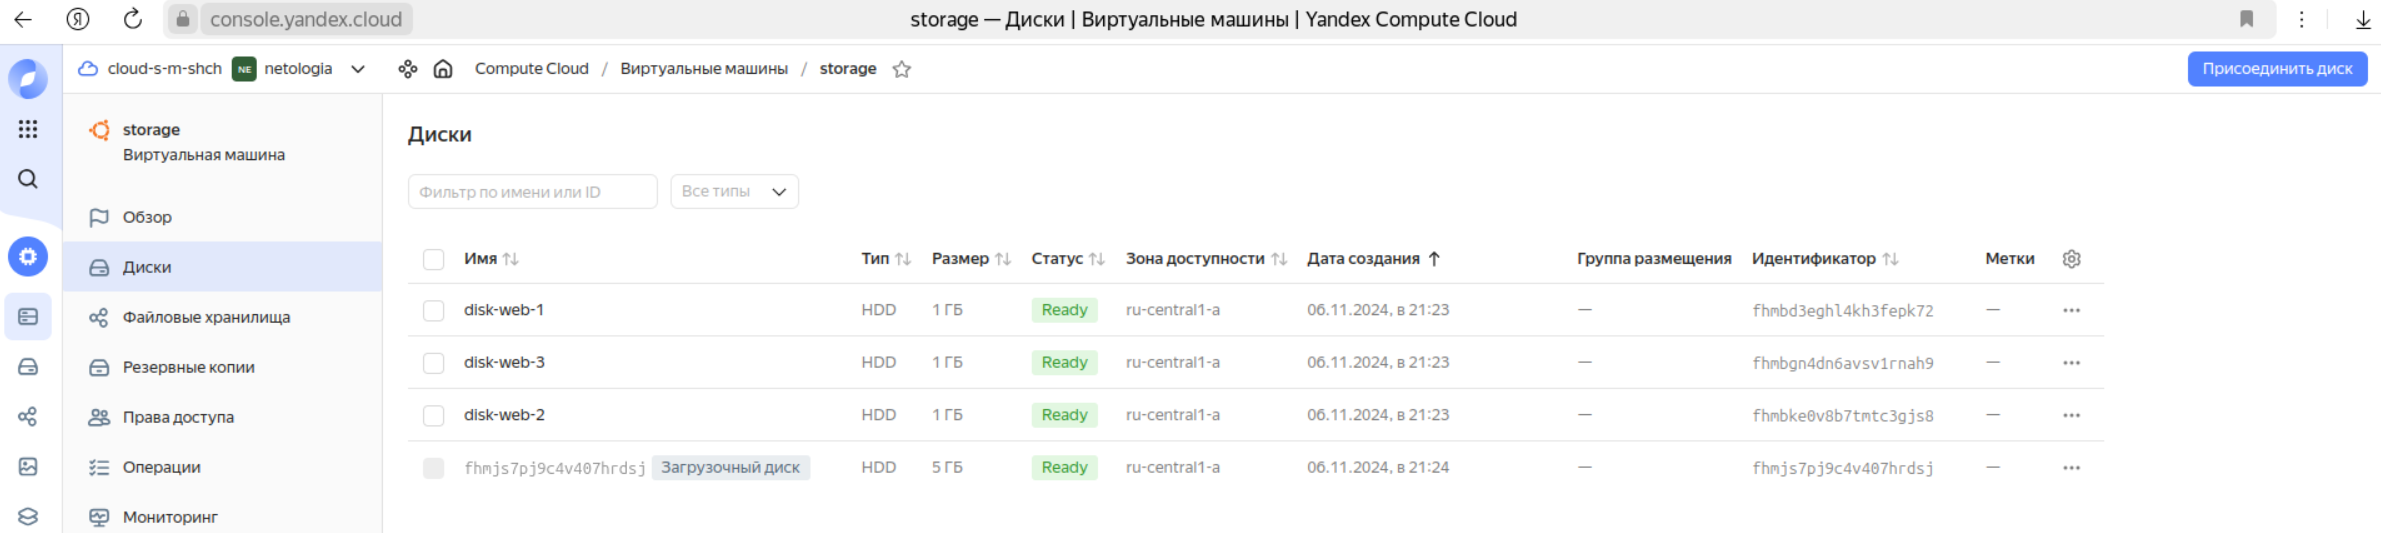 Я console.yandex.cloud storage — Диски | Виртуальные машины | Yandex Compute Cloud
cloud-s-m-shch NE netologia Compute Cloud / Виртуальные машины / storage Присоединить диск
storage
Виртуальная машина
Обзор
Диски
Файловые хранилища
Резервные копии
Права доступа
Операции
Мониторинг
Диски
Фильтр по имени или ID Все типы
Имя Тип Размер Статус Зона доступности Дата создания Группа размещения Идентификатор Метки
disk-web-1 HDD 1 ГБ Ready ru-central1-a 06.11.2024, в 21:23 — fhmbd3eghl4kh3fepk72 —
disk-web-3 HDD 1 ГБ Ready ru-central1-a 06.11.2024, в 21:23 — fhmbgn4dn6avsv1rnah9 —
disk-web-2 HDD 1 ГБ Ready ru-central1-a 06.11.2024, в 21:23 — fhmbke0v8b7tmtc3gjs8 —
fhmjs7pj9c4v407hrdsj Загрузочный диск HDD 5 ГБ Ready ru-central1-a 06.11.2024, в 21:24 — fhmjs7pj9c4v407hrdsj —